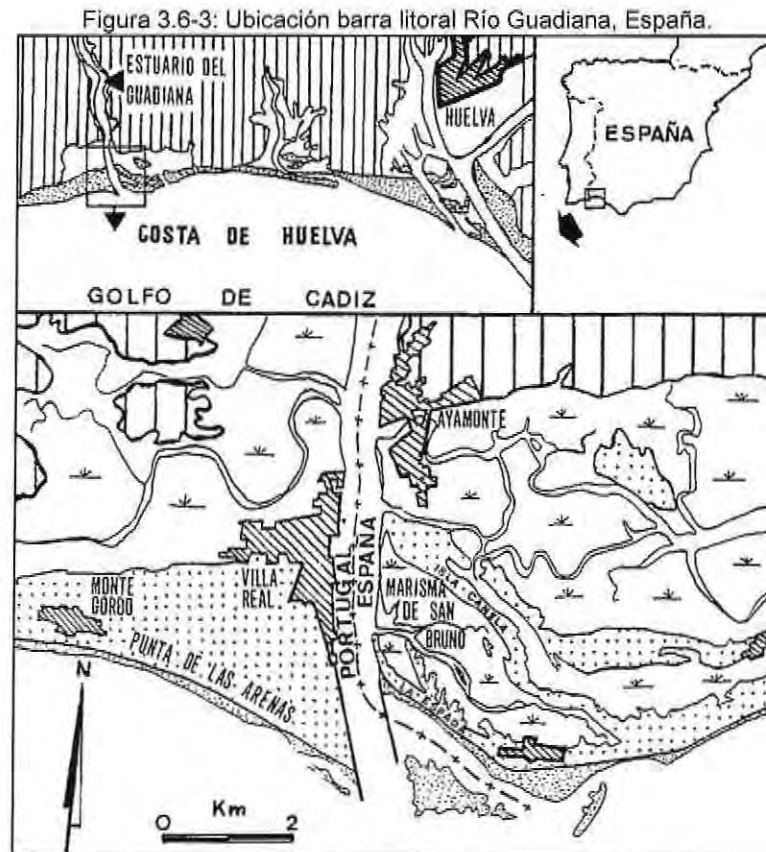 Figura 3.6-3: Ubicación barra litoral Río Guadiana, España.
ESTUARIO DEL
GUADIANA
HUELVA
COSTA DE HUELVA
GOLFO DE CADIZ
ESPAÑA
AYAMONTE
PORTUGAL
ESPAÑA
VILLA
REAL
MONTE
GORDO
PUNTA DE LAS ARENAS
ISLA CANELA
MARISMA
DE SAN
BRUNO
LA ESPADA
N
Km
0 2